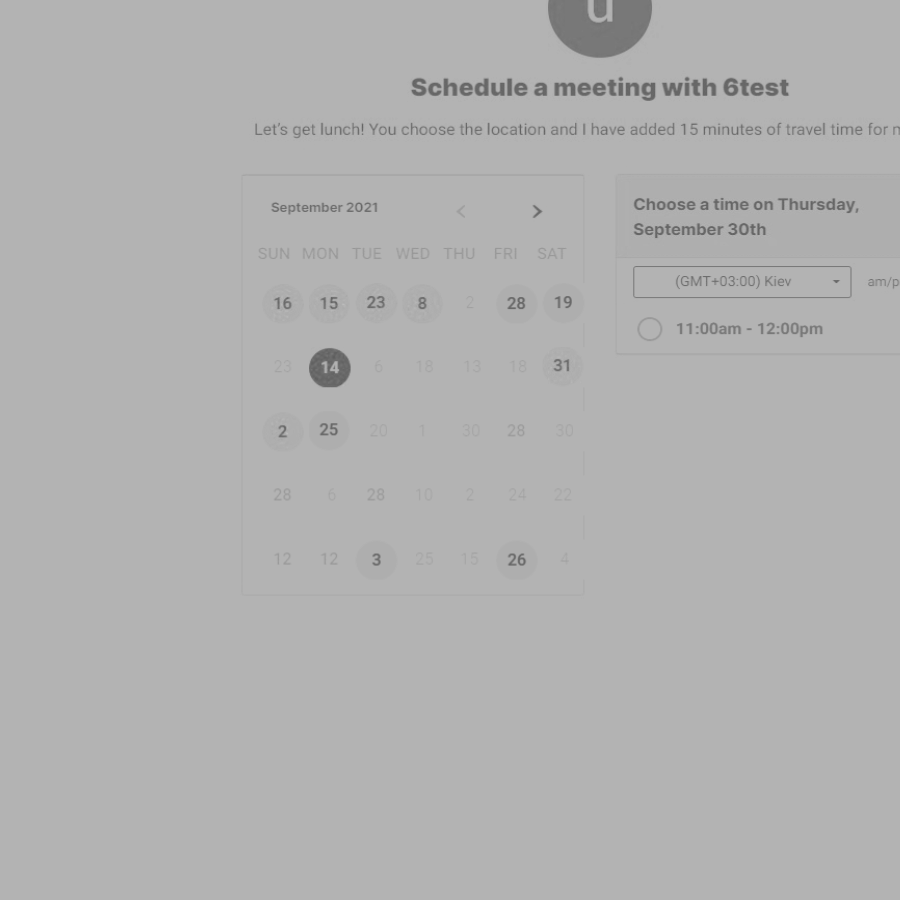 u
Schedule a meeting with 6test
Let's get lunch! You choose the location and I have added 15 minutes of travel time for
September 2021
SUN MON TUE WED THU FRI SAT
16 15 23 8 2 28 19
23 14 6 18 13 18 31
2 25 20 1 30 28 30
28 6 28 10 2 24 22
12 12 3 25 15 26 4
Choose a time on Thursday,
September 30th
(GMT+03:00) Kiev am/p
11:00am - 12:00pm